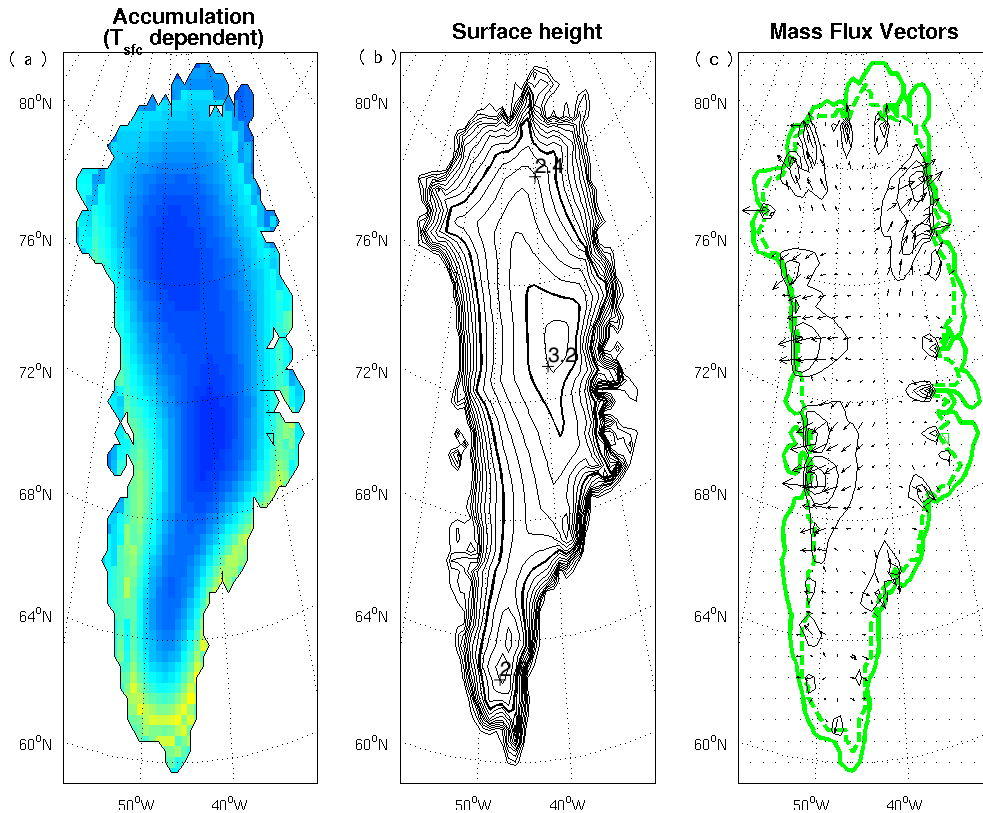 Accumulation
(Tsfc dependent)
Surface height
Mass Flux Vectors
( a )
( b )
( c )
80°N
76°N
72°N
68°N
64°N
60°N
50°W
40°W
2.4
3.2
2
80°N
76°N
72°N
68°N
64°N
60°N
50°W
40°W
80°N
76°N
72°N
68°N
64°N
60°N
50°W
40°W